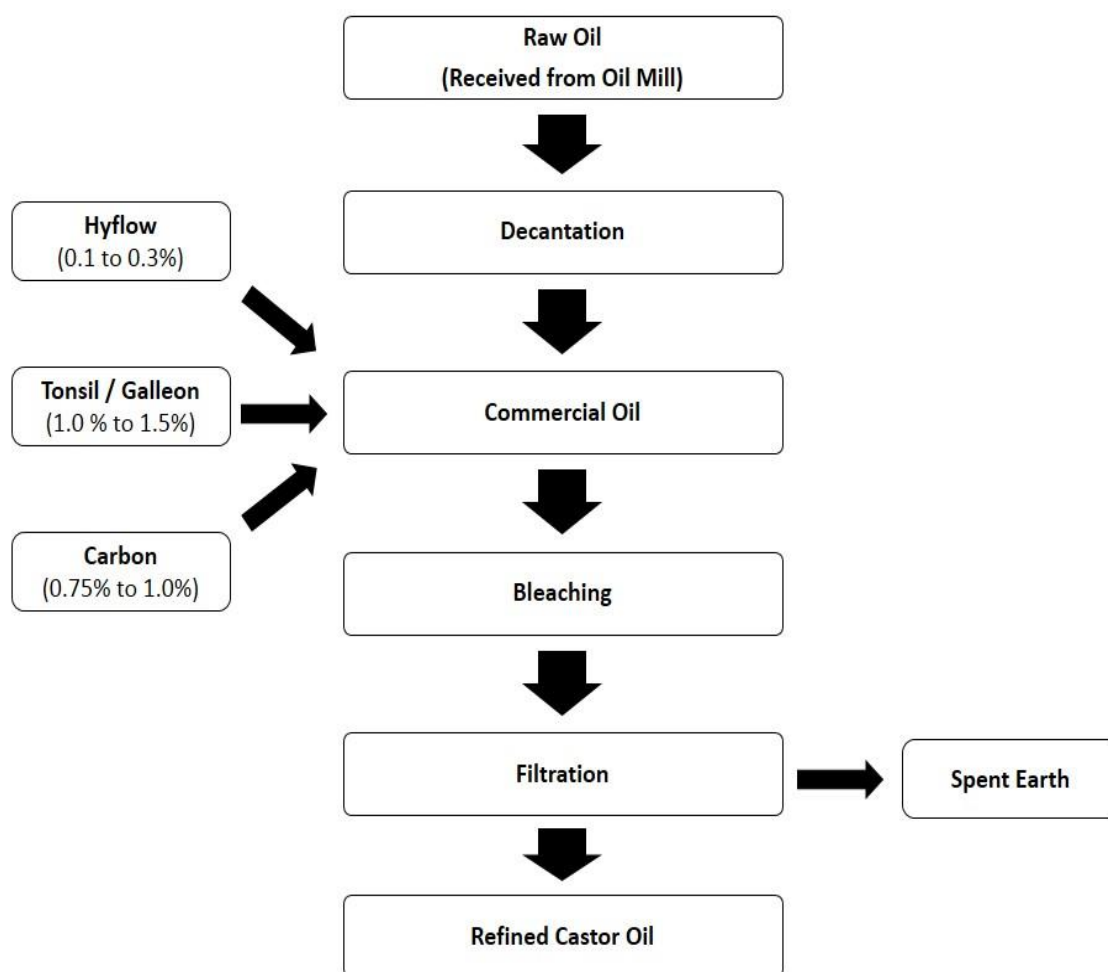 Raw Oil
(Received from Oil Mill)
Decantation
Hyflow
(0.1 to 0.3%)
Tonsil / Galleon
(1.0 % to 1.5%)
Commercial Oil
Carbon
(0.75% to 1.0%)
Bleaching
Filtration
Spent Earth
Refined Castor Oil